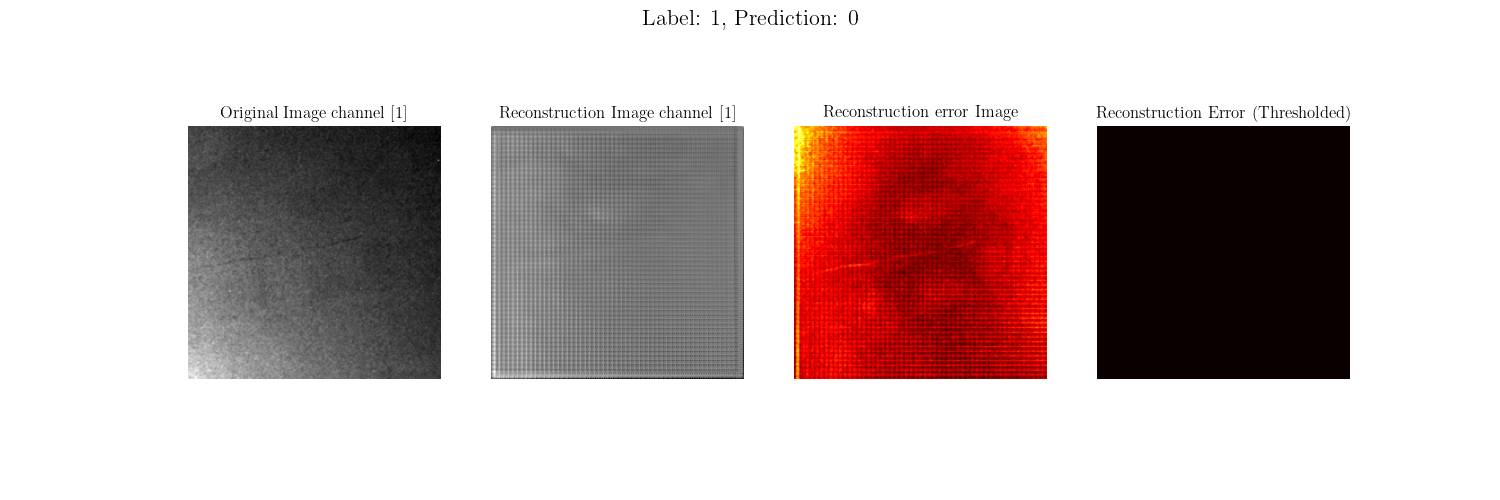 Label: 1, Prediction: 0
Original Image channel [1]
Reconstruction Image channel [1]
Reconstruction error Image
Reconstruction Error (Thresholded)